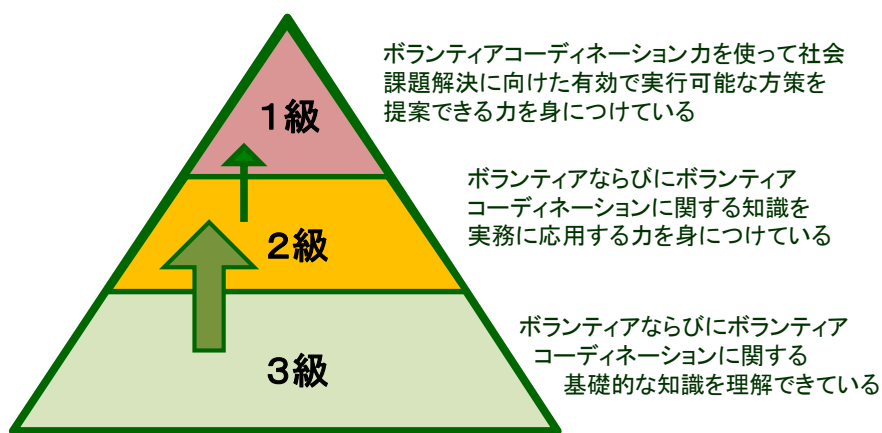 ボランティアコーディネーション力を使って社会
課題解決に向けた有効で実行可能な方策を
提案できる力を身につけている
１級
ボランティアならびにボランティア
コーディネーションに関する知識を
実務に応用する力を身につけている
２級
ボランティアならびにボランティア
コーディネーションに関する
基礎的な知識を理解できている
３級